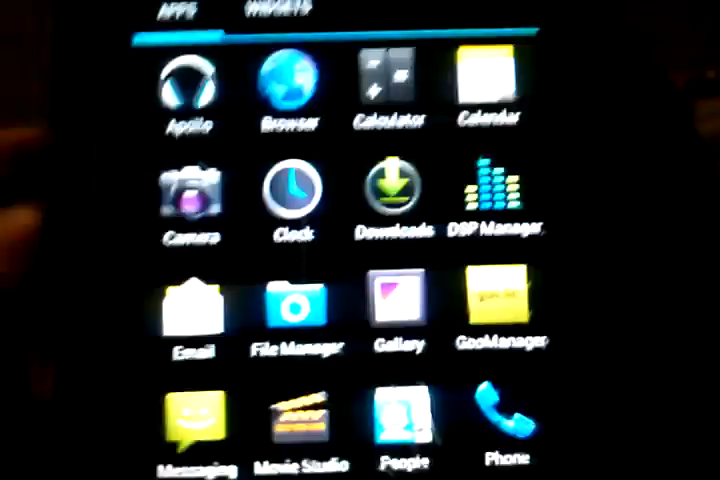 APPS WIDGETS
Apollo Browser Calculator Calendar
Camera Clock Downloads DSP Manager
Email File Manager Gallery GooManager
Messaging Movie Studio People Phone